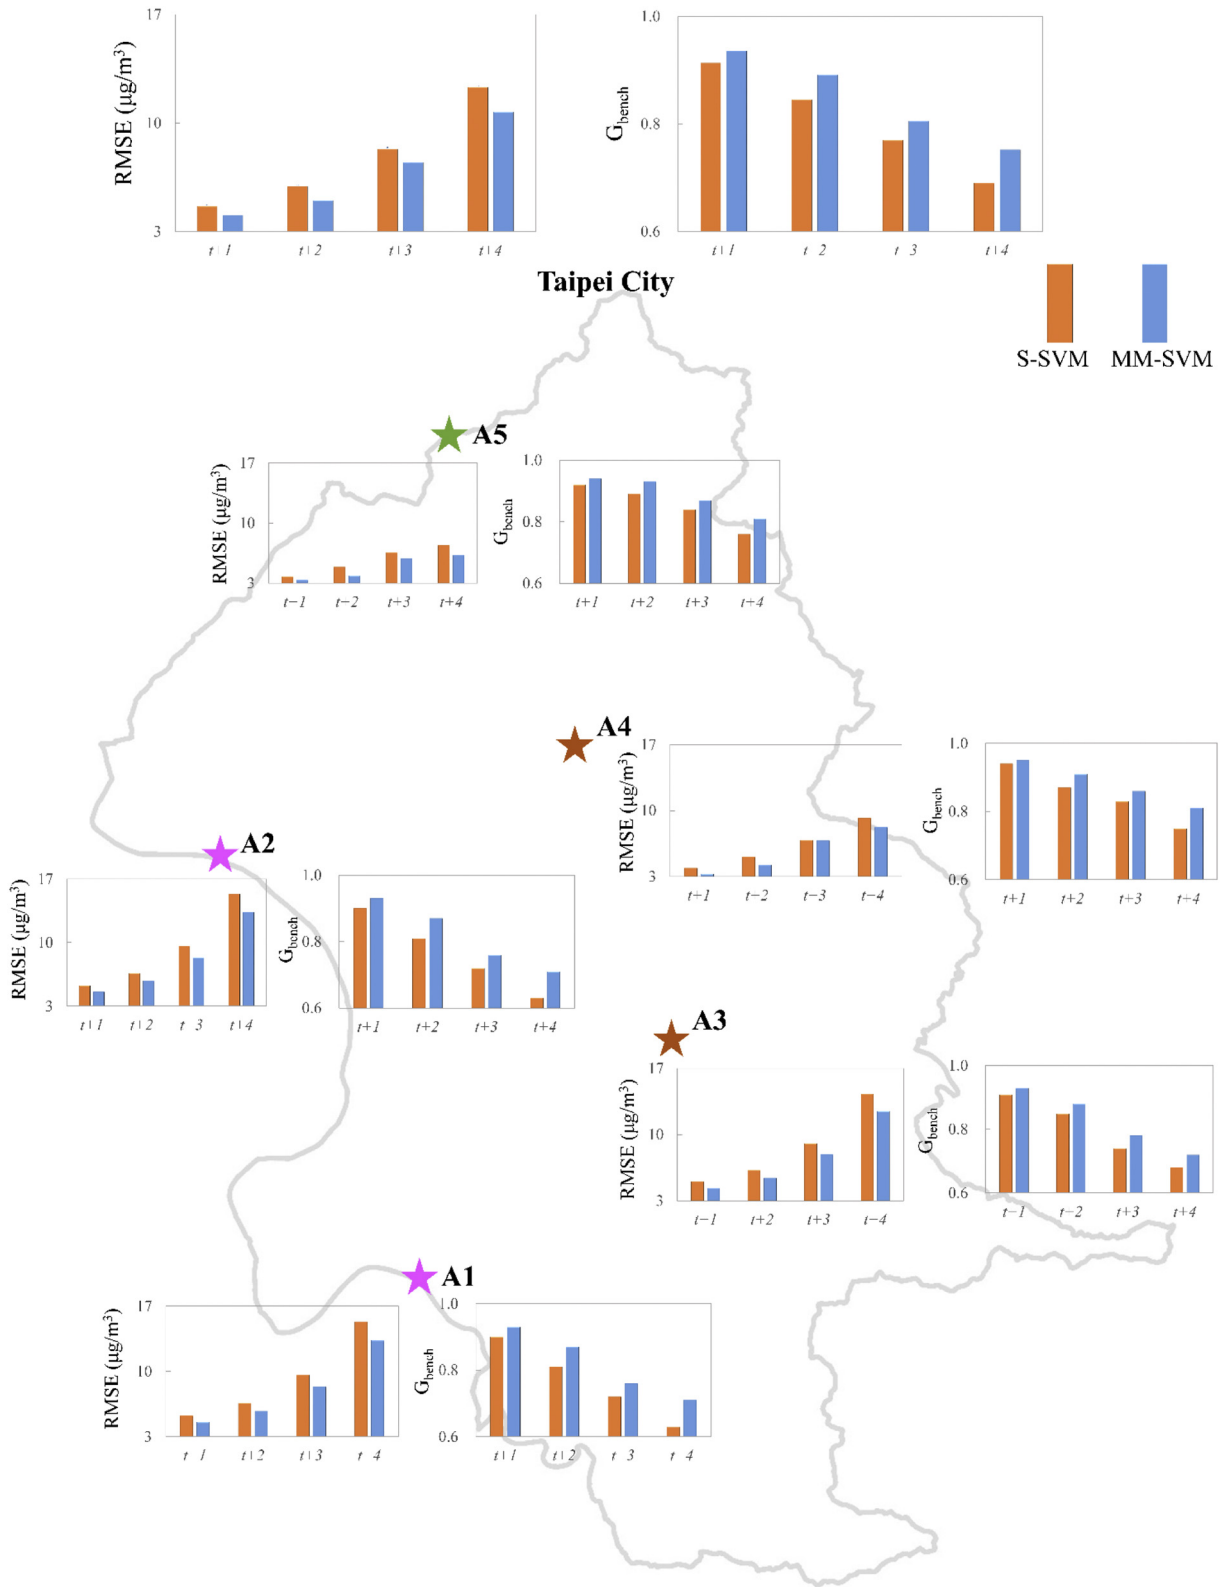 17
10
3
RMSE (μg/m³)
t+1 t+2 t+3 t+4
1.0
0.8
0.6
G_bench
t+1 t-2 t-3 t+4
Taipei City
S-SVM MM-SVM
A5
17
10
3
RMSE (μg/m³)
t−1 t−2 t+3 t+4
1.0
0.8
0.6
G_bench
t+1 t+2 t+3 t+4
A4
17
10
3
RMSE (μg/m³)
t+1 t−2 t−3 t−4
1.0
0.8
0.6
G_bench
t+1 t+2 t+3 t+4
A2
17
10
3
RMSE (μg/m³)
t+1 t+2 t-3 t+4
1.0
0.8
0.6
G_bench
t+1 t+2 t+3 t+4
A3
17
10
3
RMSE (μg/m³)
t−1 t+2 t+3 t−4
1.0
0.8
0.6
G_bench
t−1 t−2 t+3 t+4
A1
17
10
3
RMSE (μg/m³)
t-1 t+2 t+3 t-4
1.0
0.8
0.6
G_bench
t+1 t+2 t-3 t-4